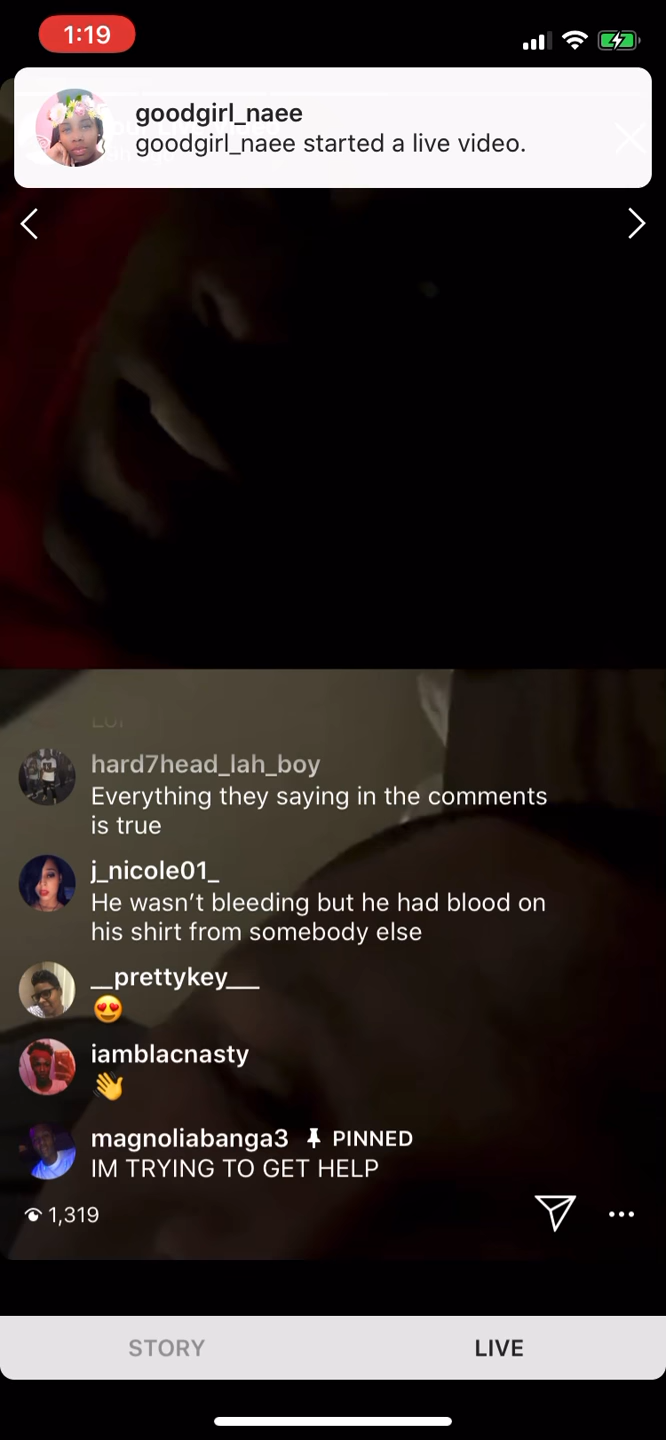 1:19
goodgirl_naee
goodgirl_naee started a live video.
hard7head_lah_boy
Everything they saying in the comments
is true
j_nicole01_
He wasn't bleeding but he had blood on
his shirt from somebody else
__prettykey___
😍
iamblacnasty
👋
magnoliabanga3 PINNED
IM TRYING TO GET HELP
1,319
STORY LIVE